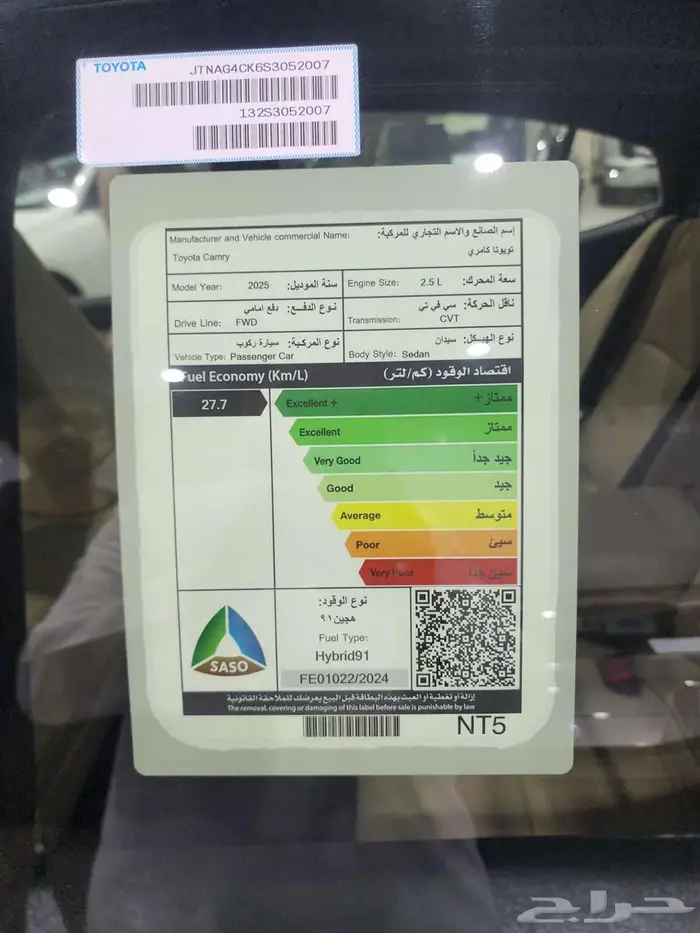 TOYOTA JTNAG4CK6S3052007
132S3052007
Manufacturer and Vehicle commercial Name: إسم الصانع والاسم التجاري للمركبة:
Toyota Camry تويوتا كامري
Model Year: 2025 سنة الموديل:
Engine Size: 2.5 L سعة المحرك:
نوع الدفع: دفع امامي
Drive Line: FWD
ناقل الحركة: سي في تي
Transmission: CVT
نوع المركبة: سيارة ركوب
Vehicle Type: Passenger Car
نوع الهيكل: سيدان
Body Style: Sedan
Fuel Economy (Km/L) اقتصاد الوقود (كم/لتر)
27.7
Excellent + ممتاز+
Excellent ممتاز
Very Good جيد جداً
Good جيد
Average متوسط
Poor سيئ
Very Poor سيئ جداً
SASO
نوع الوقود:
هجين٩١
Fuel Type:
Hybrid91
FE01022/2024
إزالة أو تغطية أو العبث بهذه البطاقة قبل البيع يعرضك للملاحقة القانونية
The removal, covering or damaging of this label before sale is punishable by law
NT5
حراج